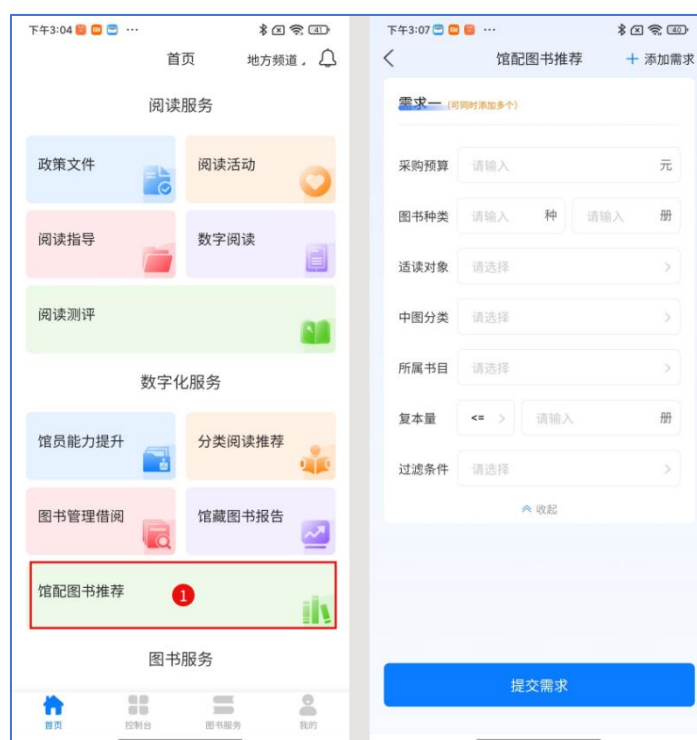 下午3:04 ··· 41
首页 地方频道
阅读服务
政策文件 阅读活动
阅读指导 数字阅读
阅读测评
数字化服务
馆员能力提升 分类阅读推荐
图书管理借阅 馆藏图书报告
馆配图书推荐 1
图书服务
首页 控制台 图书服务 我的
下午3:07 ··· 40
馆配图书推荐 + 添加需求
需求一 (可同时添加多个)
采购预算 请输入 元
图书种类 请输入 种 请输入 册
适读对象 请选择 >
中图分类 请选择 >
所属书目 请选择 >
复本量 <= > 请输入 册
过滤条件 请选择 >
收起
提交需求